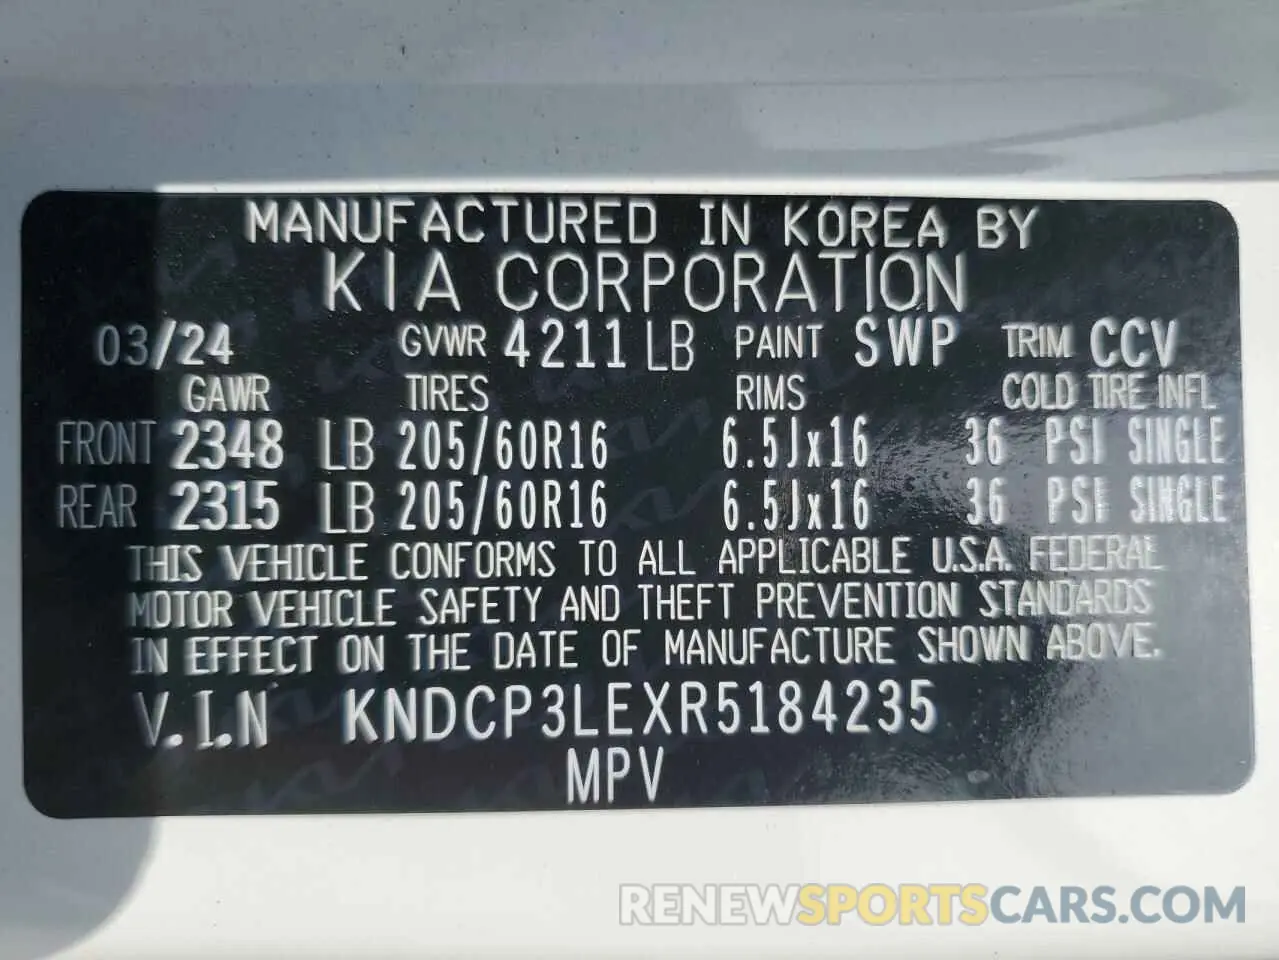 MANUFACTURED IN KOREA BY
KIA CORPORATION
03/24 GVWR 4211 LB PAINT SWP TRIM CCV
GAWR TIRES RIMS COLD TIRE INFL
FRONT 2348 LB 205/60R16 6.5Jx16 36 PSI SINGLE
REAR 2315 LB 205/60R16 6.5Jx16 36 PSI SINGLE
THIS VEHICLE CONFORMS TO ALL APPLICABLE U.S.A. FEDERAL
MOTOR VEHICLE SAFETY AND THEFT PREVENTION STANDARDS
IN EFFECT ON THE DATE OF MANUFACTURE SHOWN ABOVE.
V.I.N KNDCP3LEXR5184235
MPV
RENEWSPORTSCARS.COM